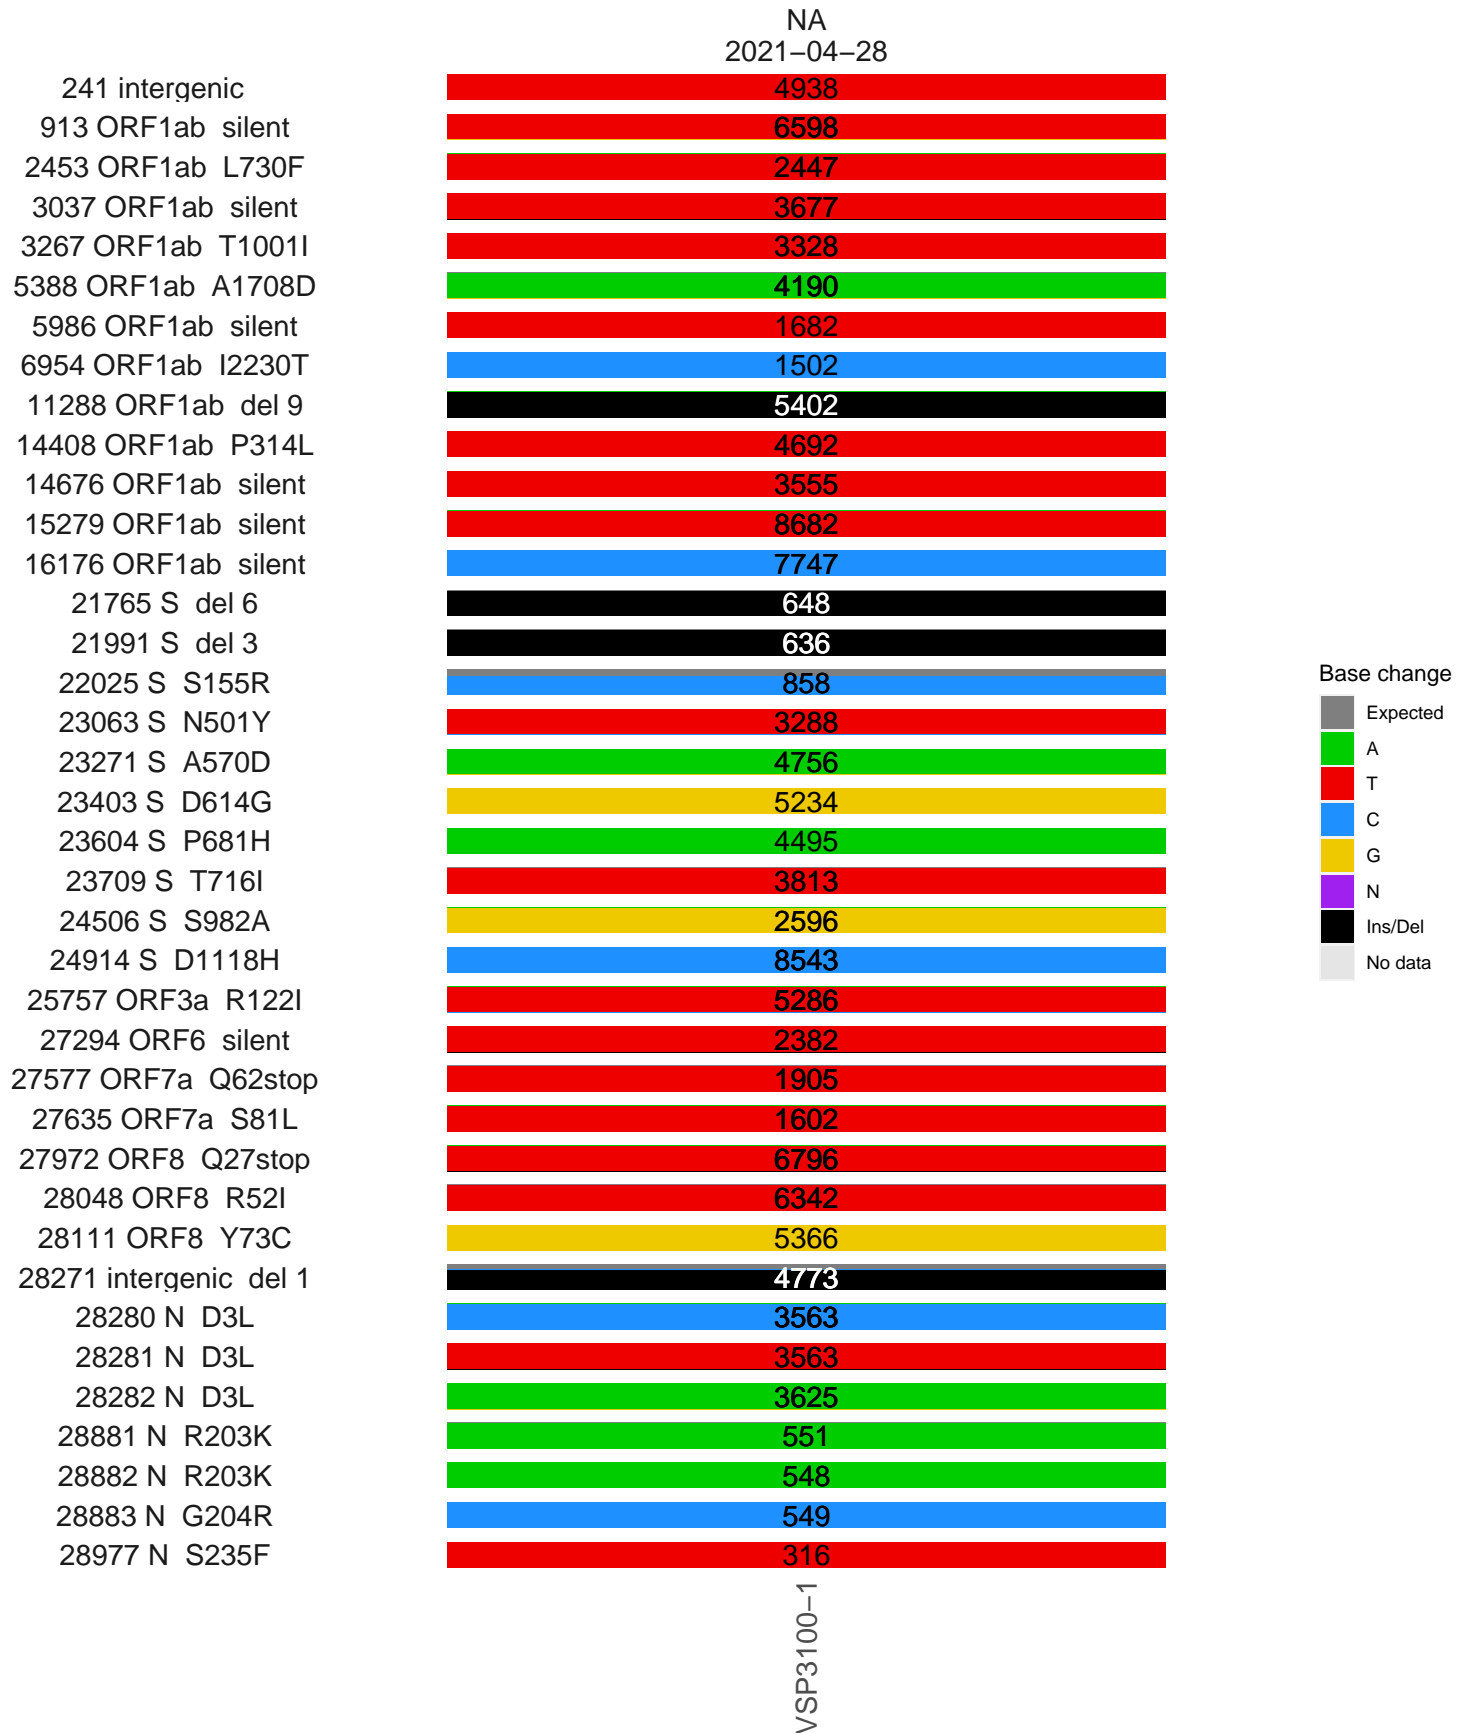 NA
2021−04−28
241 intergenic 4938
913 ORF1ab silent 6598
2453 ORF1ab L730F 2447
3037 ORF1ab silent 3677
3267 ORF1ab T1001I 3328
5388 ORF1ab A1708D 4190
5986 ORF1ab silent 1682
6954 ORF1ab I2230T 1502
11288 ORF1ab del 9 5402
14408 ORF1ab P314L 4692
14676 ORF1ab silent 3555
15279 ORF1ab silent 8682
16176 ORF1ab silent 7747
21765 S del 6 648
21991 S del 3 636
22025 S S155R 858
23063 S N501Y 3288
23271 S A570D 4756
23403 S D614G 5234
23604 S P681H 4495
23709 S T716I 3813
24506 S S982A 2596
24914 S D1118H 8543
25757 ORF3a R122I 5286
27294 ORF6 silent 2382
27577 ORF7a Q62stop 1905
27635 ORF7a S81L 1602
27972 ORF8 Q27stop 6796
28048 ORF8 R52I 6342
28111 ORF8 Y73C 5366
28271 intergenic del 1 4773
28280 N D3L 3563
28281 N D3L 3563
28282 N D3L 3625
28881 N R203K 551
28882 N R203K 548
28883 N G204R 549
28977 N S235F 316
VSP3100−1
Base change
Expected
A
T
C
G
N
Ins/Del
No data